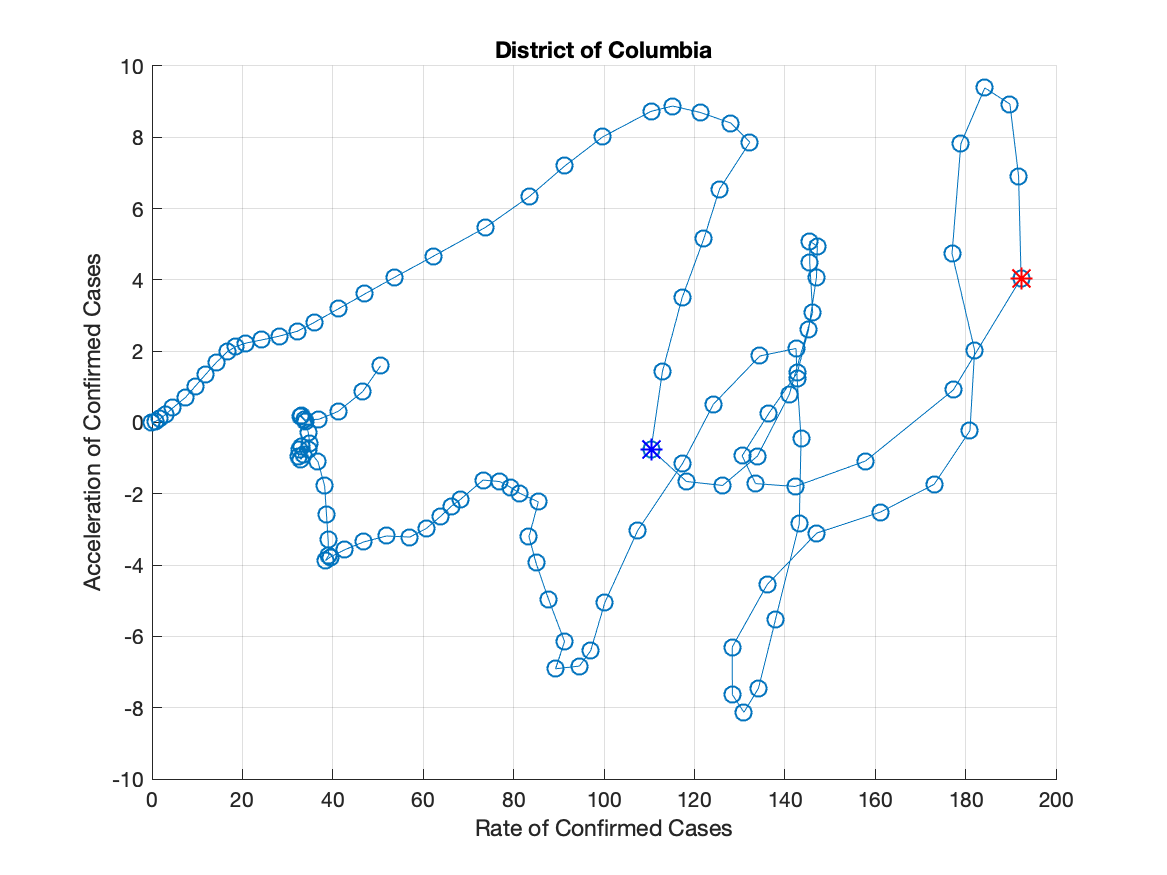 District of Columbia
Acceleration of Confirmed Cases
10
8
6
4
2
0
-2
-4
-6
-8
-10
0 20 40 60 80 100 120 140 160 180 200
Rate of Confirmed Cases